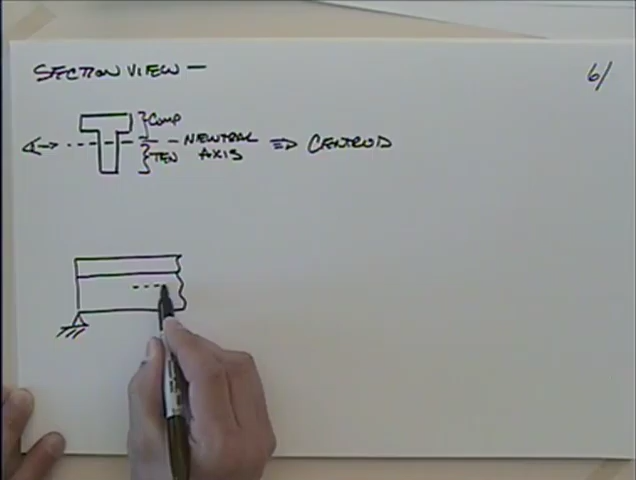 SECTION VIEW —
6/
COMP
NEUTRAL AXIS ⇒ CENTROID
TEN